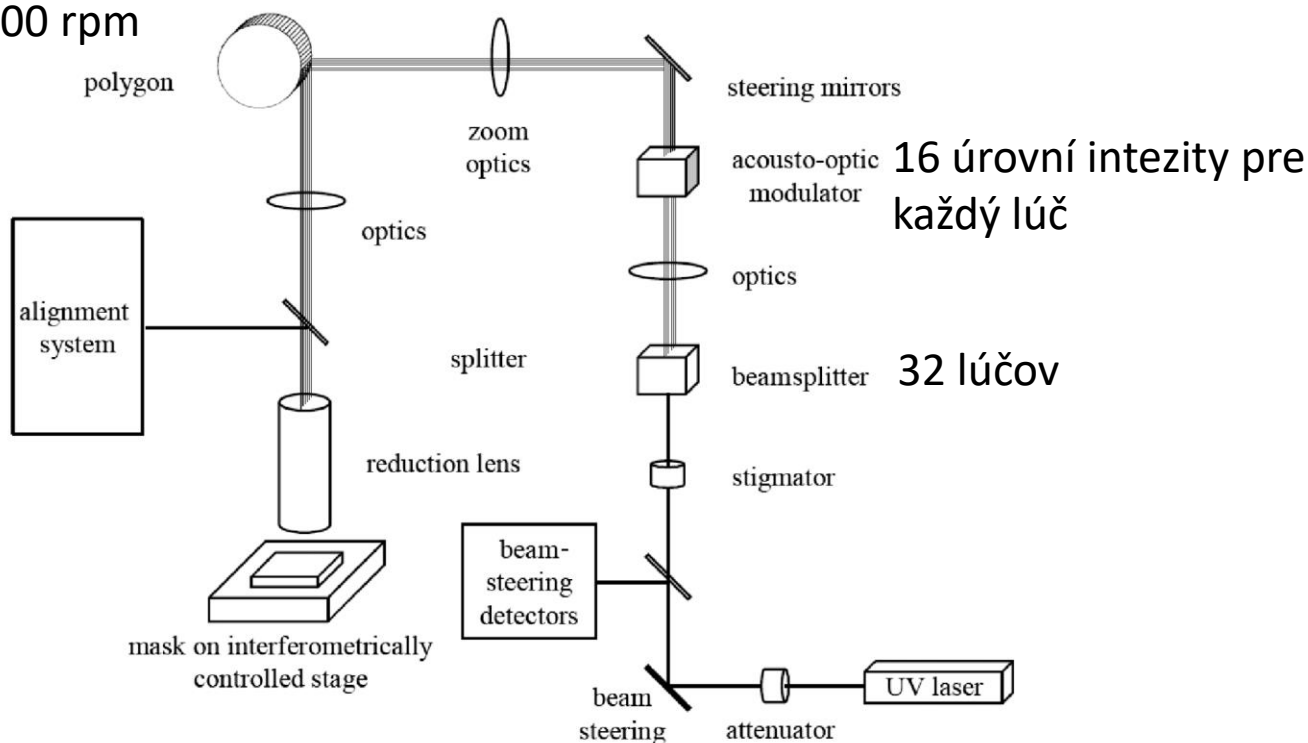 00 rpm
polygon
zoom
optics
steering mirrors
acousto-optic
modulator
16 úrovní intezity pre
každý lúč
optics
optics
alignment
system
splitter
beamsplitter
32 lúčov
reduction lens
stigmator
beam-
steering
detectors
mask on interferometrically
controlled stage
beam
steering
attenuator
UV laser